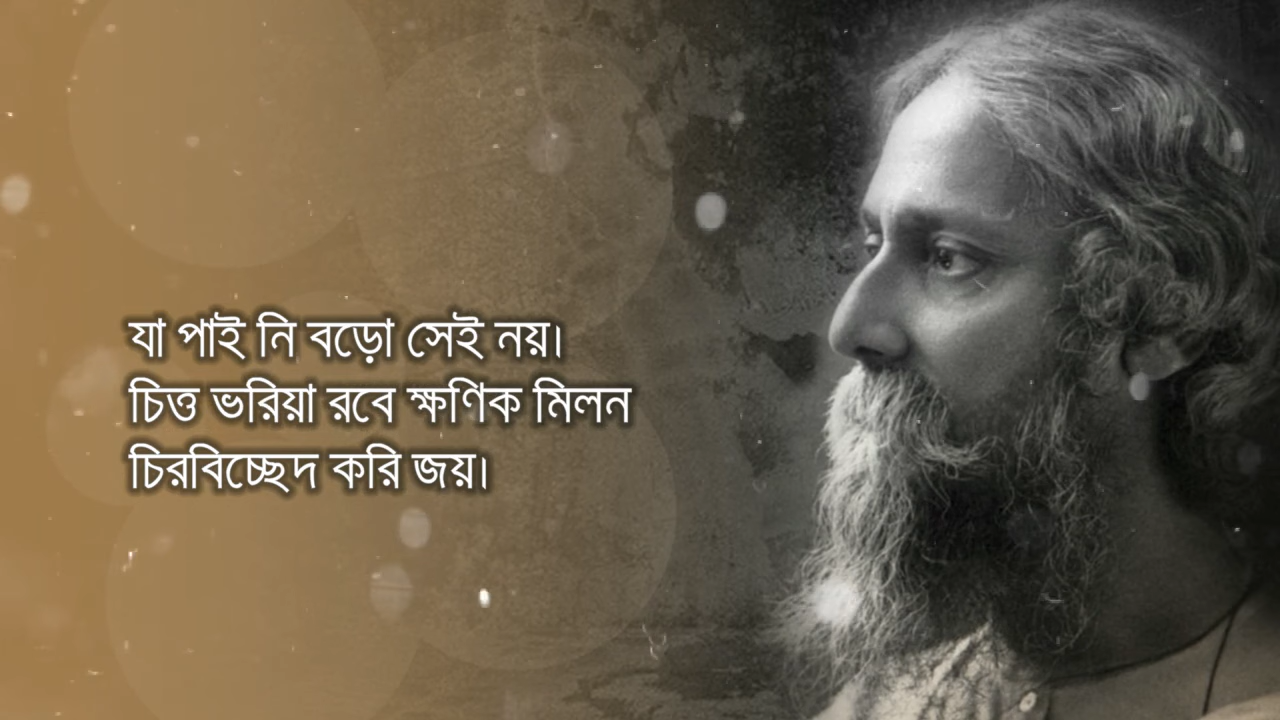 যা পাই নি বড়ো সেই নয়।
চিত্ত ভরিয়া রবে ক্ষণিক মিলন
চিরবিচ্ছেদ করি জয়।